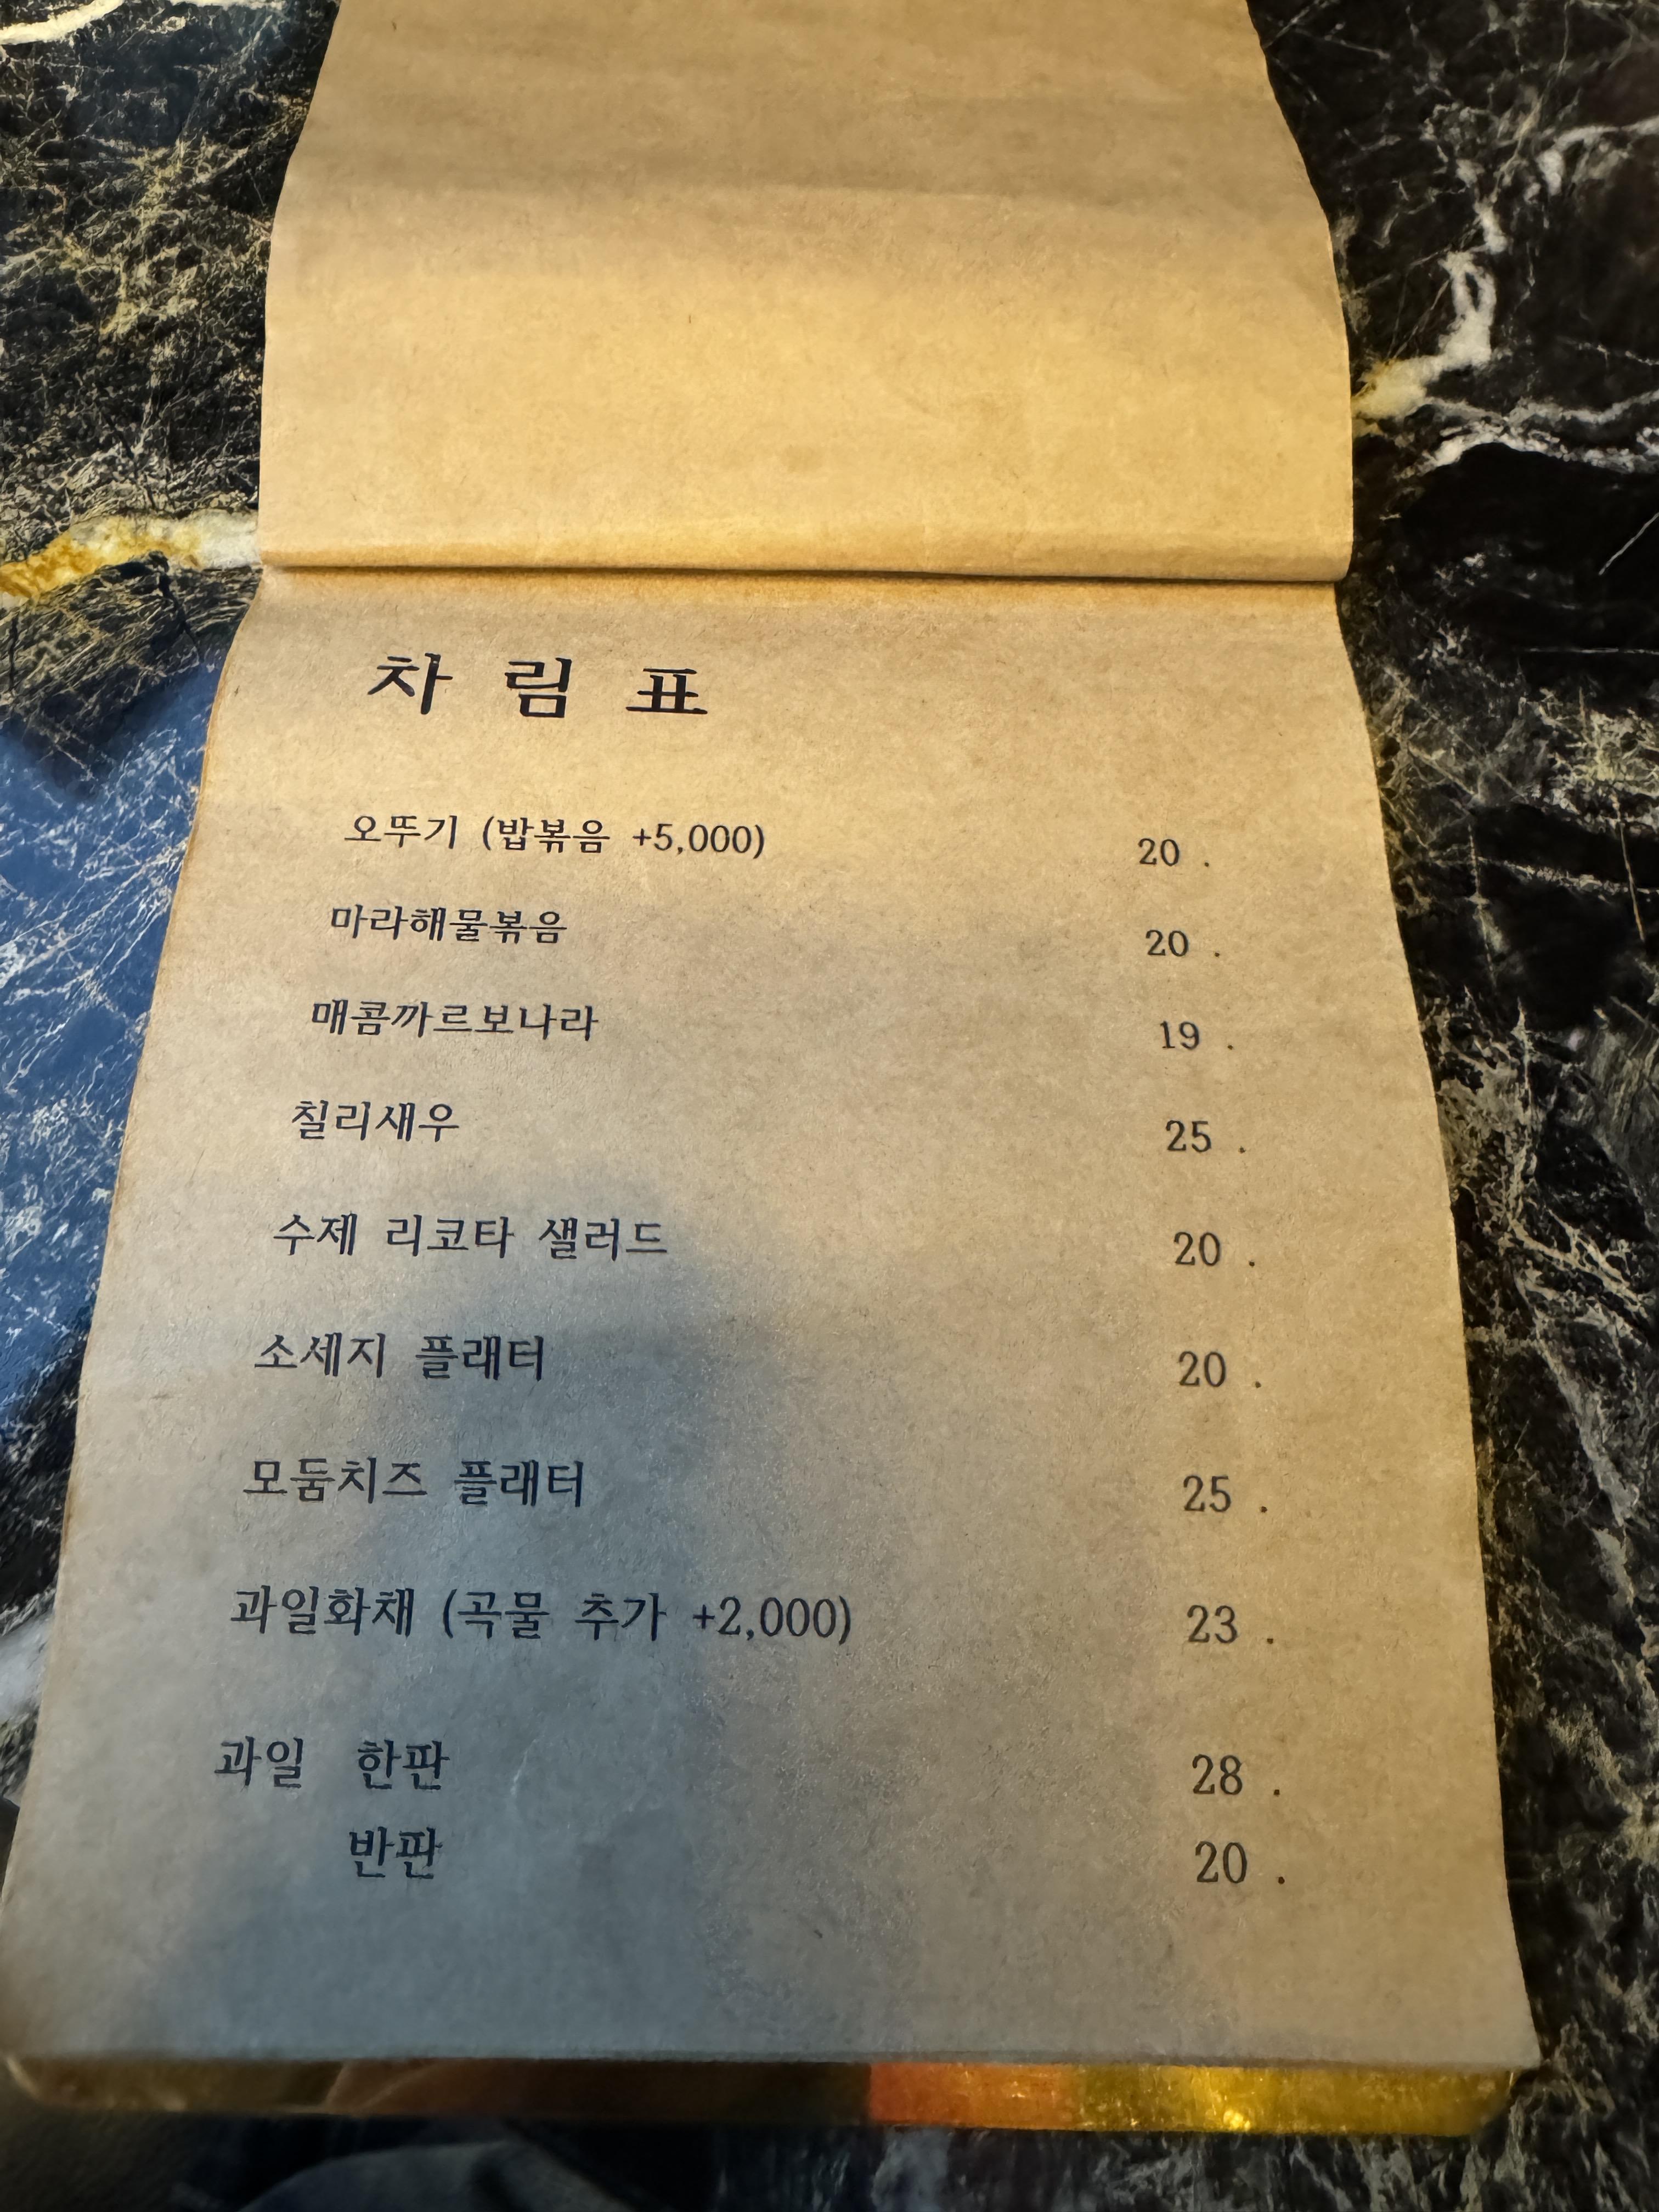 차 림 표
오뚜기 (밥볶음 +5,000) 20 .
마라해물볶음 20 .
매콤까르보나라 19 .
칠리새우 25 .
수제 리코타 샐러드 20 .
소세지 플래터 20 .
모둠치즈 플래터 25 .
과일화채 (곡물 추가 +2,000) 23 .
과일 한판 28 .
반판 20 .